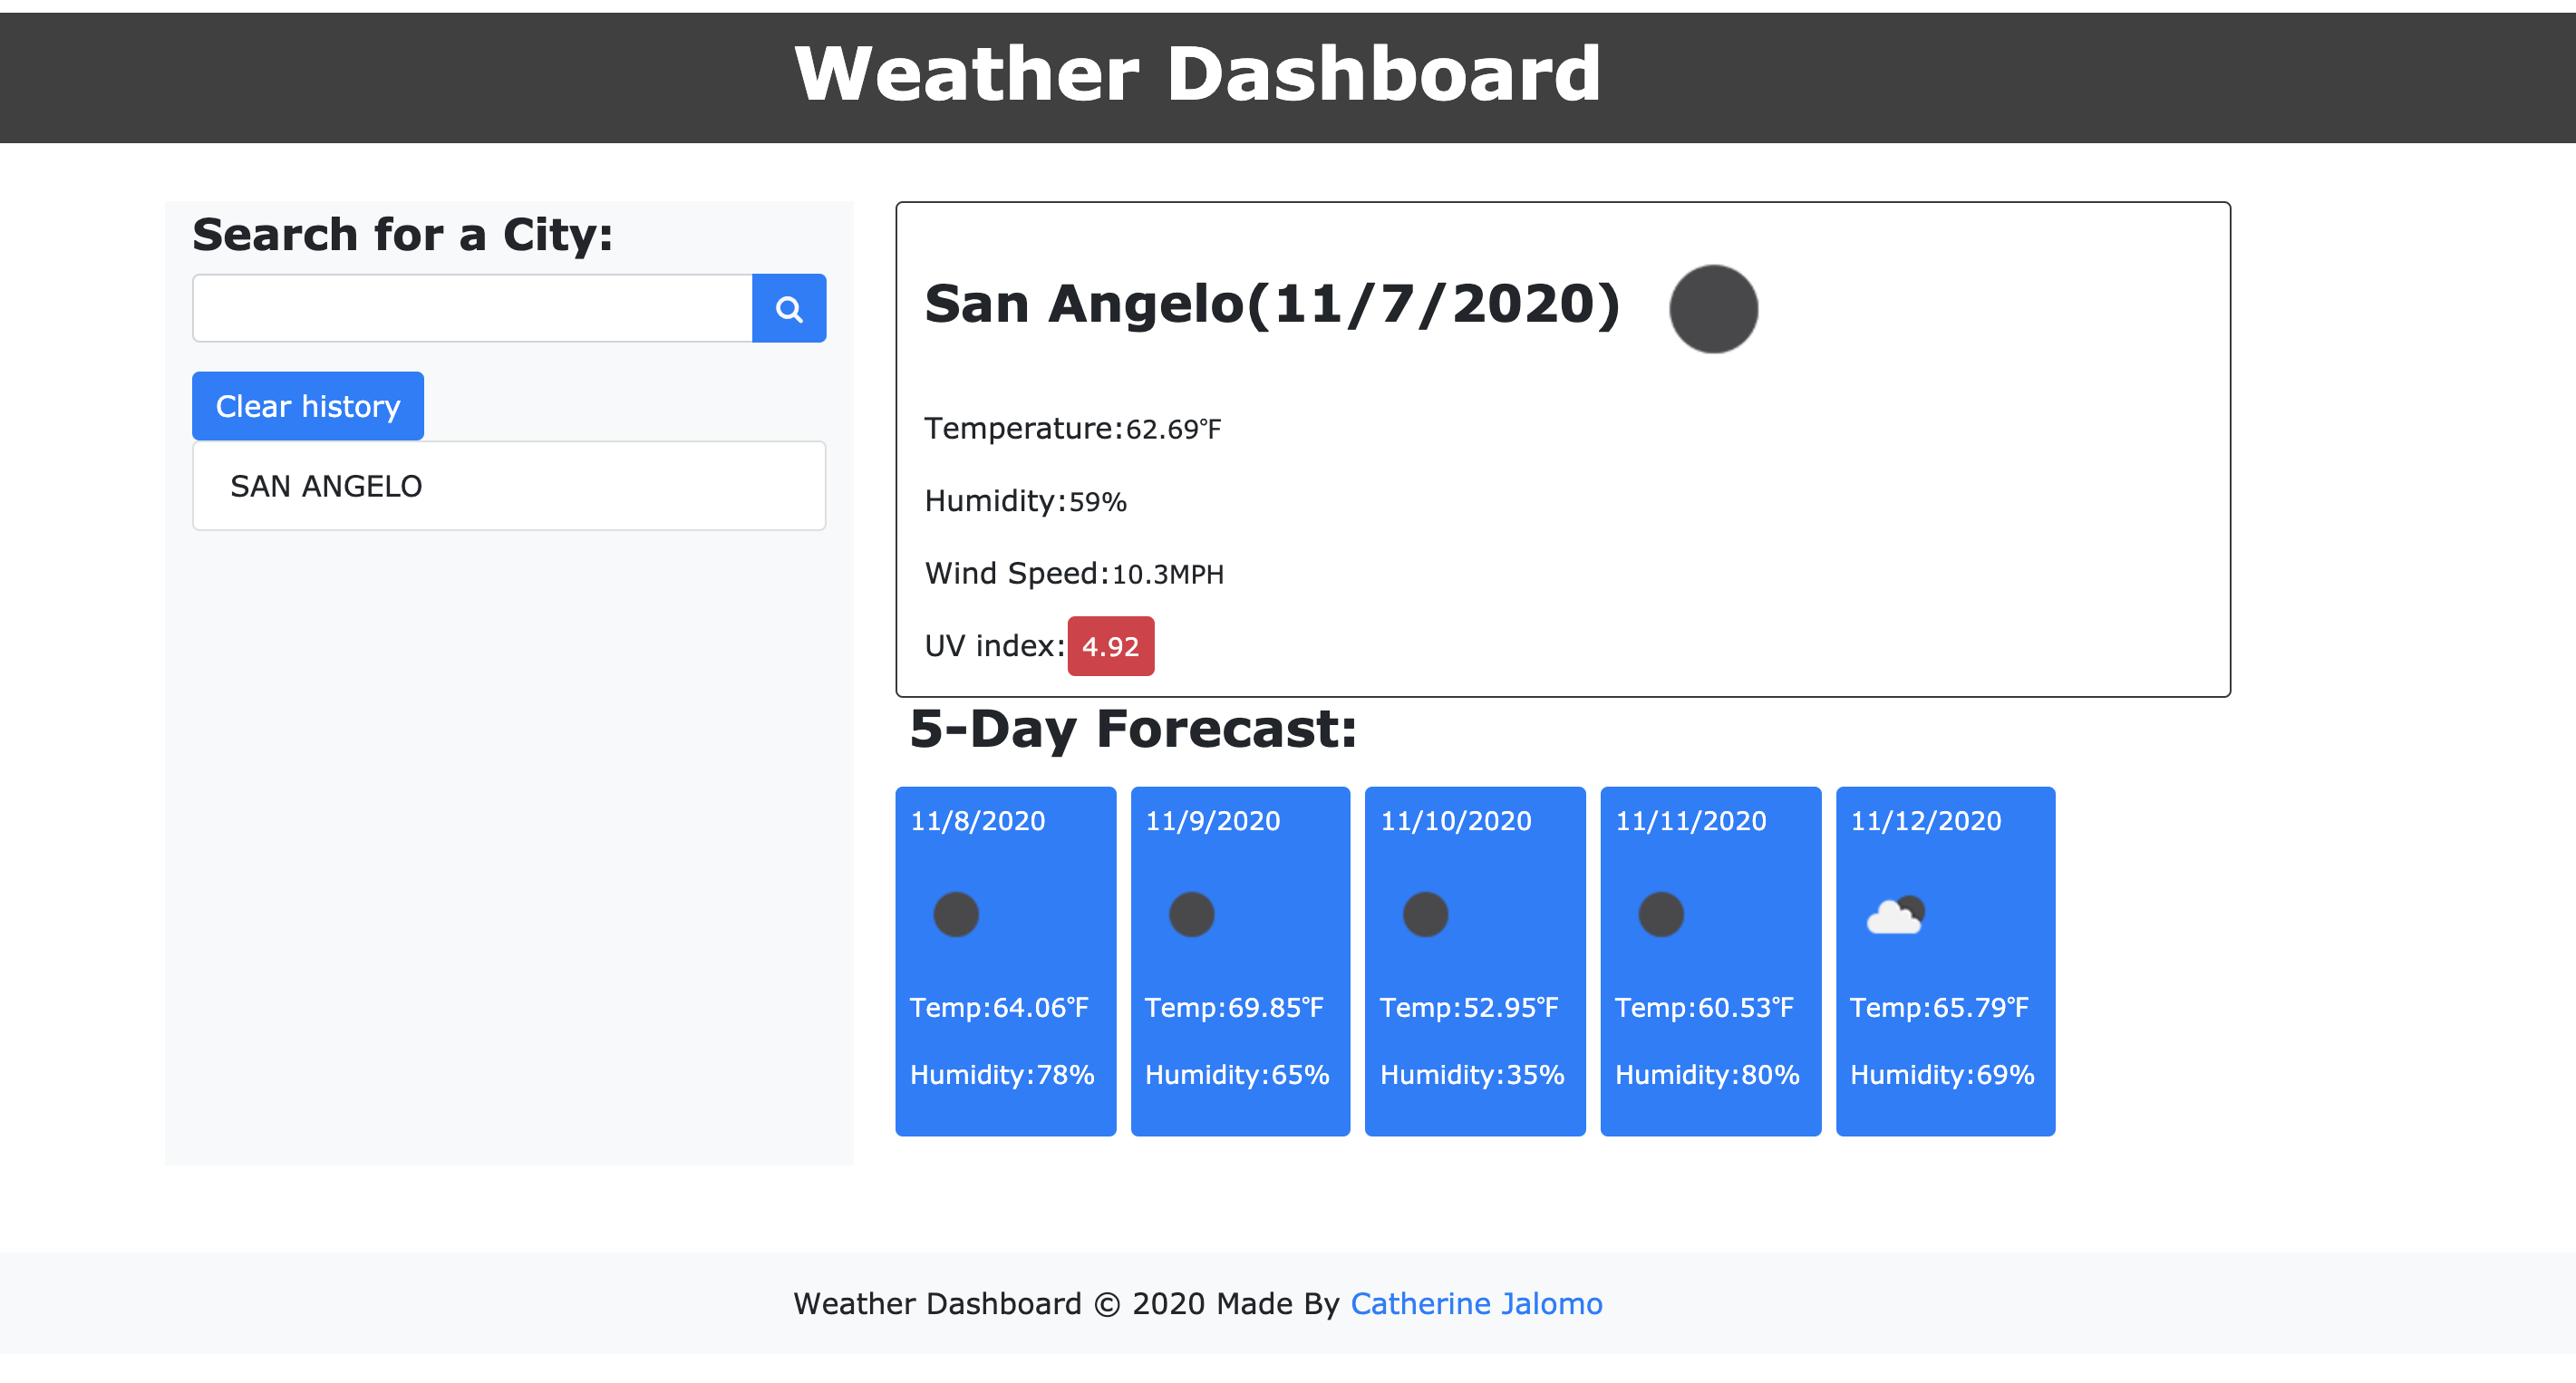 Weather Dashboard
Search for a City:
Clear history
SAN ANGELO
San Angelo(11/7/2020)
Temperature:62.69°F
Humidity:59%
Wind Speed:10.3MPH
UV index:4.92
5-Day Forecast:
11/8/2020
Temp:64.06°F
Humidity:78%
11/9/2020
Temp:69.85°F
Humidity:65%
11/10/2020
Temp:52.95°F
Humidity:35%
11/11/2020
Temp:60.53°F
Humidity:80%
11/12/2020
Temp:65.79°F
Humidity:69%
Weather Dashboard © 2020 Made By Catherine Jalomo